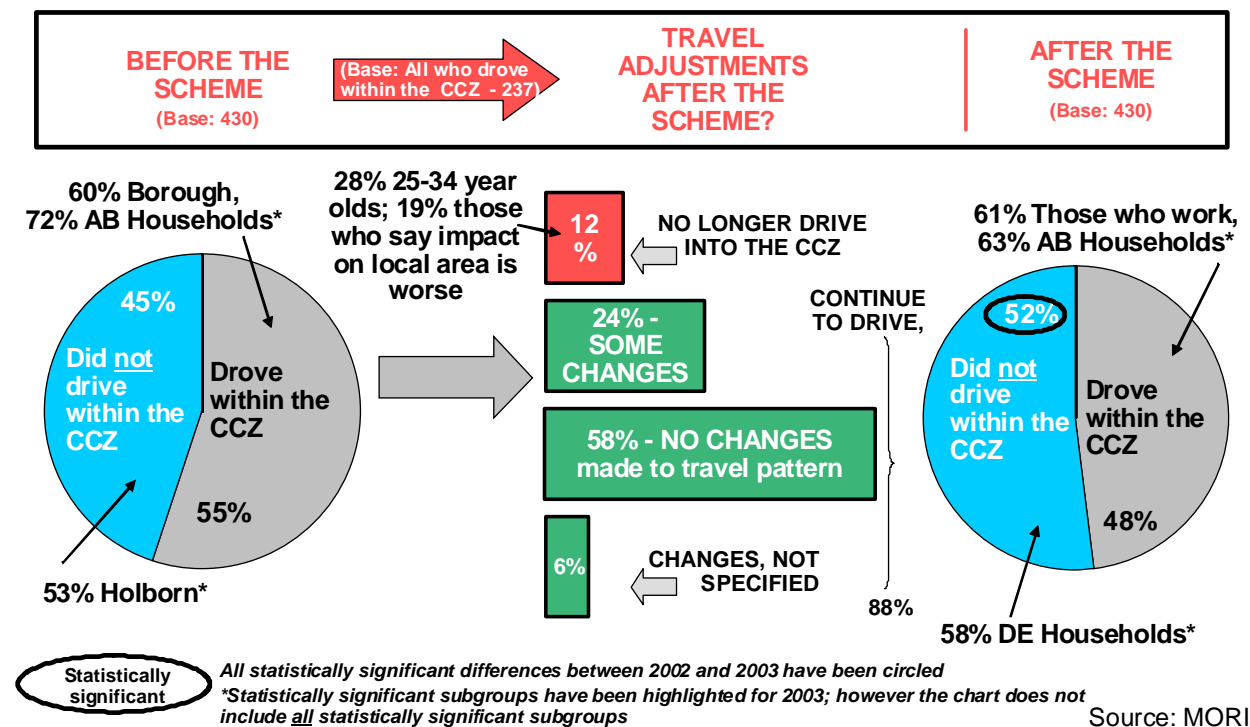 BEFORE THE
SCHEME
(Base: 430)
(Base: All who drove
within the CCZ - 237)
TRAVEL
ADJUSTMENTS
AFTER THE
SCHEME?
AFTER THE
SCHEME
(Base: 430)
60% Borough,
72% AB Households*
45%
Did not
drive
within the
CCZ
Drove
within the
CCZ
55%
53% Holborn*
28% 25-34 year
olds; 19% those
who say impact
on local area is
worse
12
%
NO LONGER DRIVE
INTO THE CCZ
24% -
SOME
CHANGES
58% - NO CHANGES
made to travel pattern
6%
CHANGES, NOT
SPECIFIED
CONTINUE
TO DRIVE,
88%
61% Those who work,
63% AB Households*
52%
Did not
drive
within the
CCZ
Drove
within the
CCZ
48%
58% DE Households*
Statistically
significant
All statistically significant differences between 2002 and 2003 have been circled
*Statistically significant subgroups have been highlighted for 2003; however the chart does not
include all statistically significant subgroups
Source: MORI